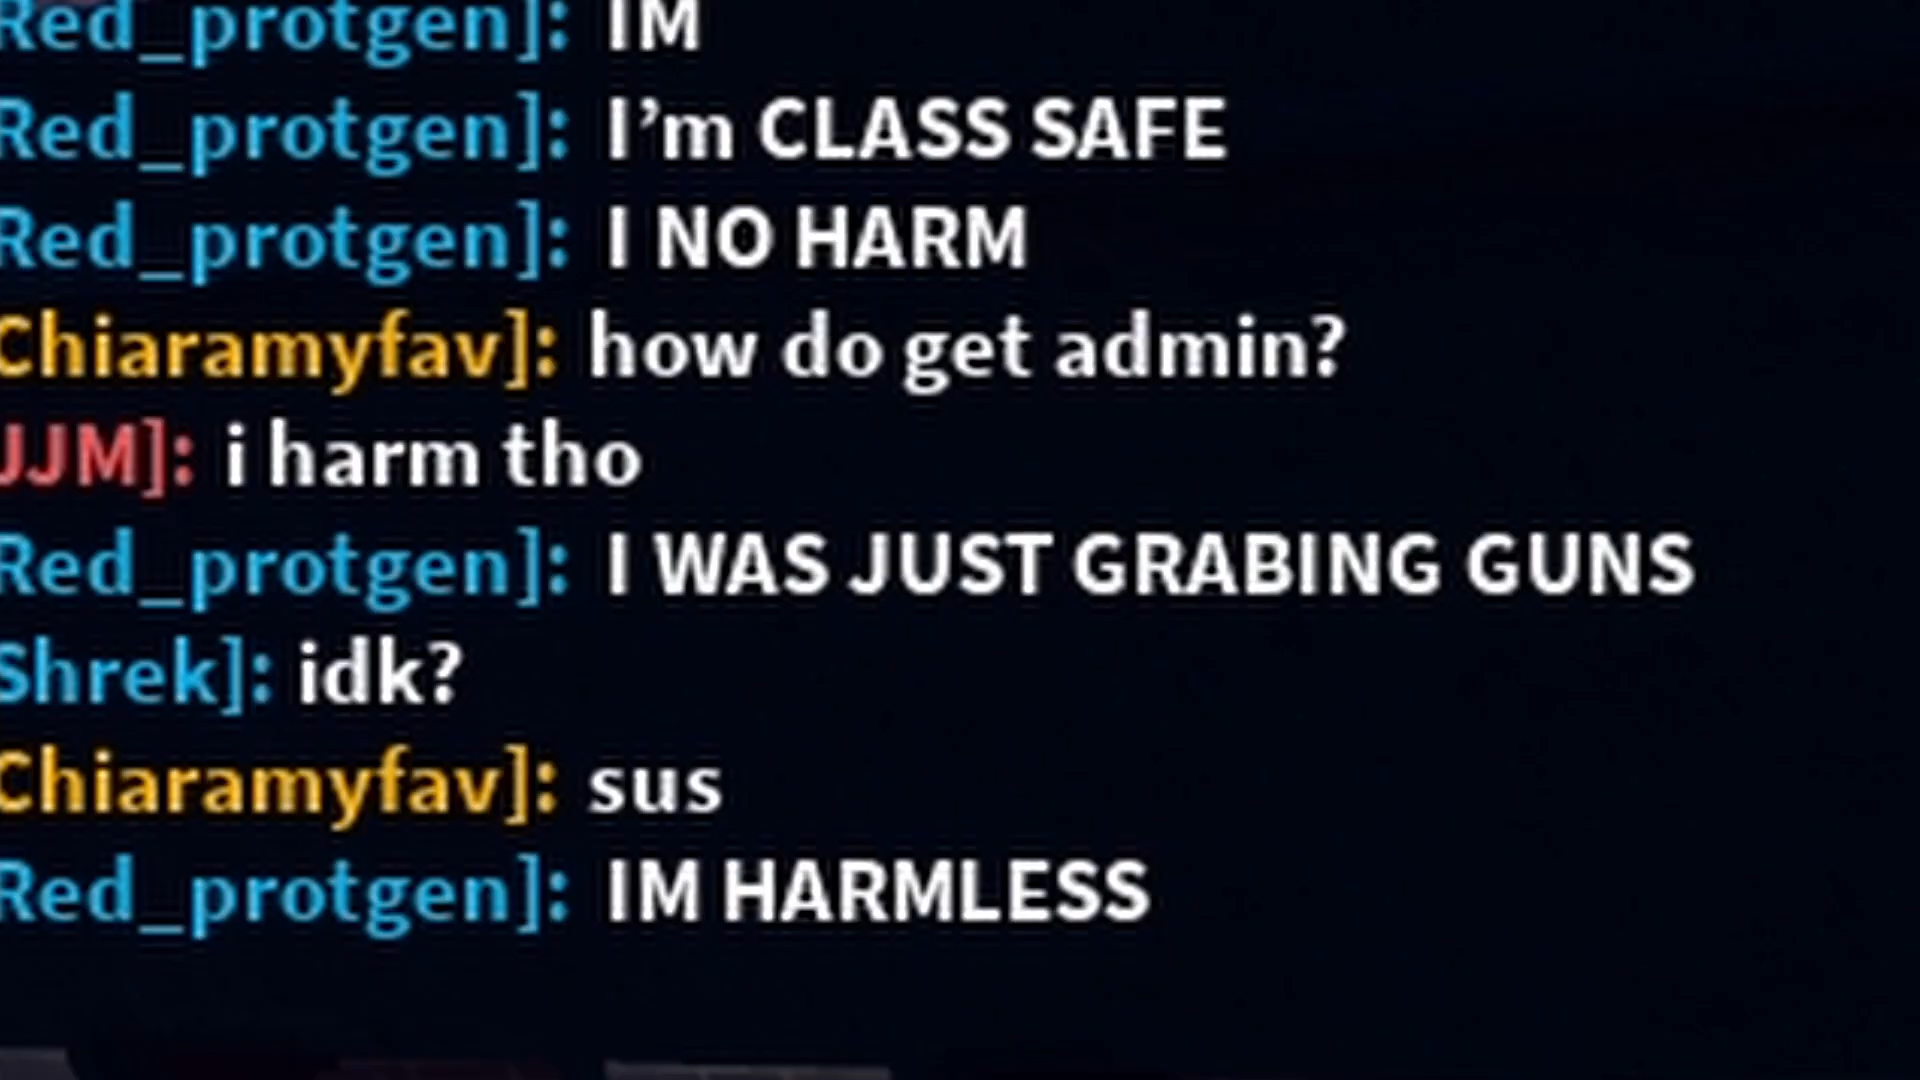 Red_protgen]: IM
Red_protgen]: I'm CLASS SAFE
Red_protgen]: I NO HARM
Chiaramyfav]: how do get admin?
JJM]: i harm tho
Red_protgen]: I WAS JUST GRABING GUNS
Shrek]: idk?
Chiaramyfav]: sus
Red_protgen]: IM HARMLESS